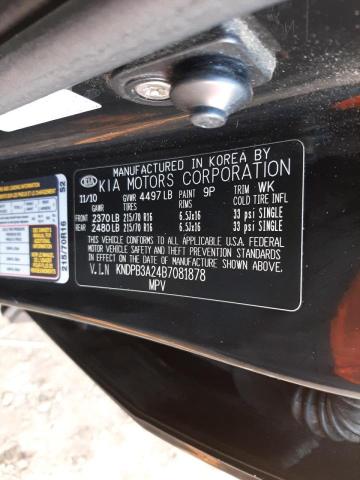 MANUFACTURED IN KOREA BY
KIA KIA MOTORS CORPORATION
11/10 GVWR 4497 LB PAINT 9P TRIM WK
GAWR TIRES RIMS COLD TIRE INFL
FRONT 2370 LB 215/70 R16 6.5Jx16 33 psi SINGLE
REAR 2480 LB 215/70 R16 6.5Jx16 33 psi SINGLE
THIS VEHICLE CONFORMS TO ALL APPLICABLE U.S.A. FEDERAL
MOTOR VEHICLE SAFETY AND THEFT PREVENTION STANDARDS
IN EFFECT ON THE DATE OF MANUFACTURE SHOWN ABOVE.
V.I.N KNDPB3A24B7081878
MPV
215/70R16 S2